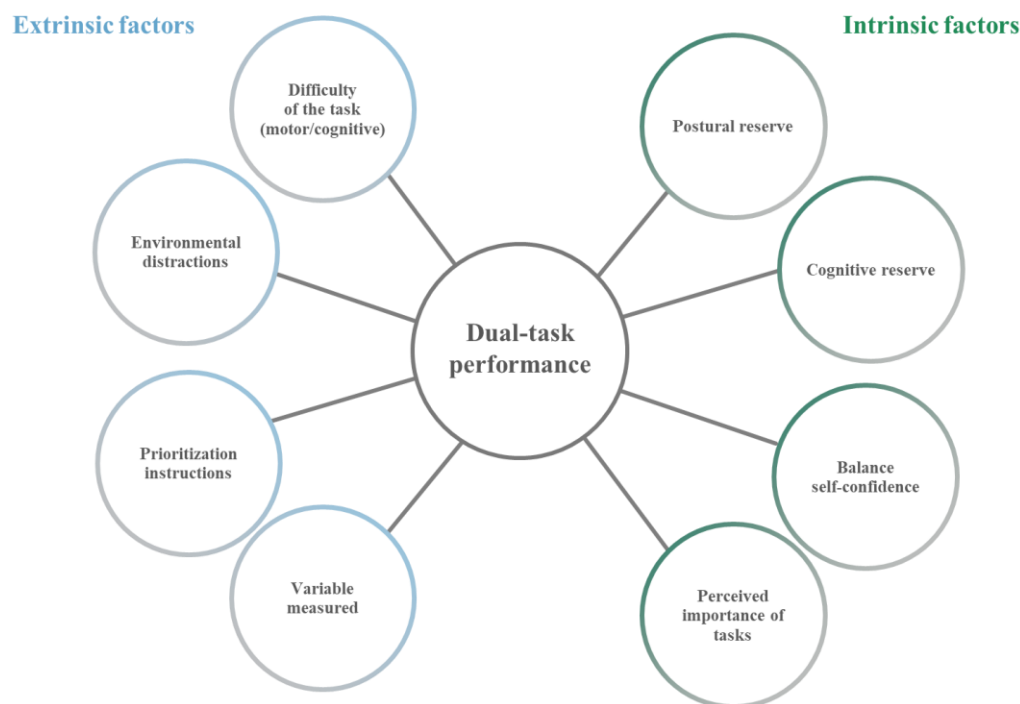 Extrinsic factors
Intrinsic factors
Difficulty
of the task
(motor/cognitive)
Environmental
distractions
Prioritization
instructions
Variable
measured
Dual-task
performance
Postural reserve
Cognitive reserve
Balance
self-confidence
Perceived
importance of
tasks